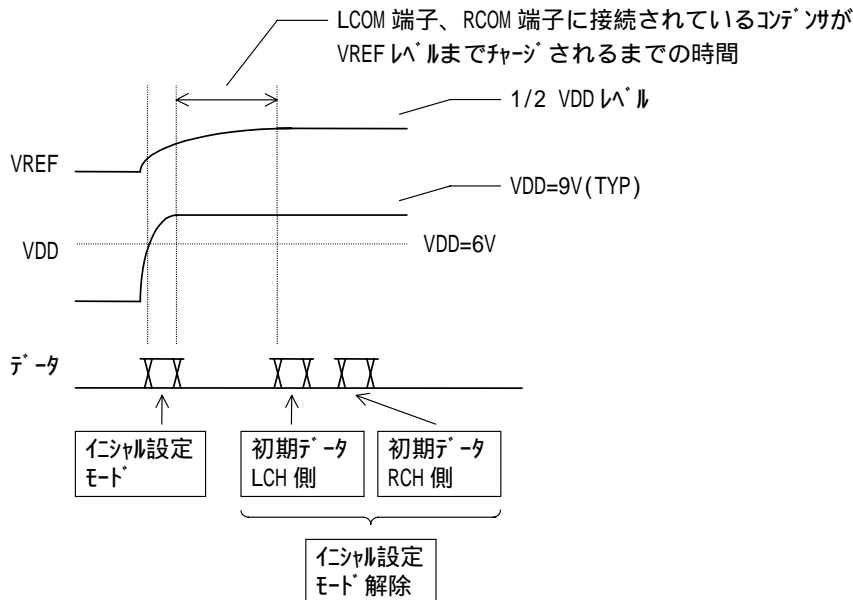 LCOM 端子、RCOM 端子に接続されているｺﾝﾃﾞﾝｻが
VREF ﾚﾍﾞﾙまでﾁｬｰｼﾞされるまでの時間
1/2 VDD ﾚﾍﾞﾙ
VREF
VDD=9V(TYP)
VDD
VDD=6V
ﾃﾞｰﾀ
ｲﾆｼｬﾙ設定
ﾓｰﾄﾞ
初期ﾃﾞｰﾀ
LCH 側
初期ﾃﾞｰﾀ
RCH 側
ｲﾆｼｬﾙ設定
ﾓｰﾄﾞ解除